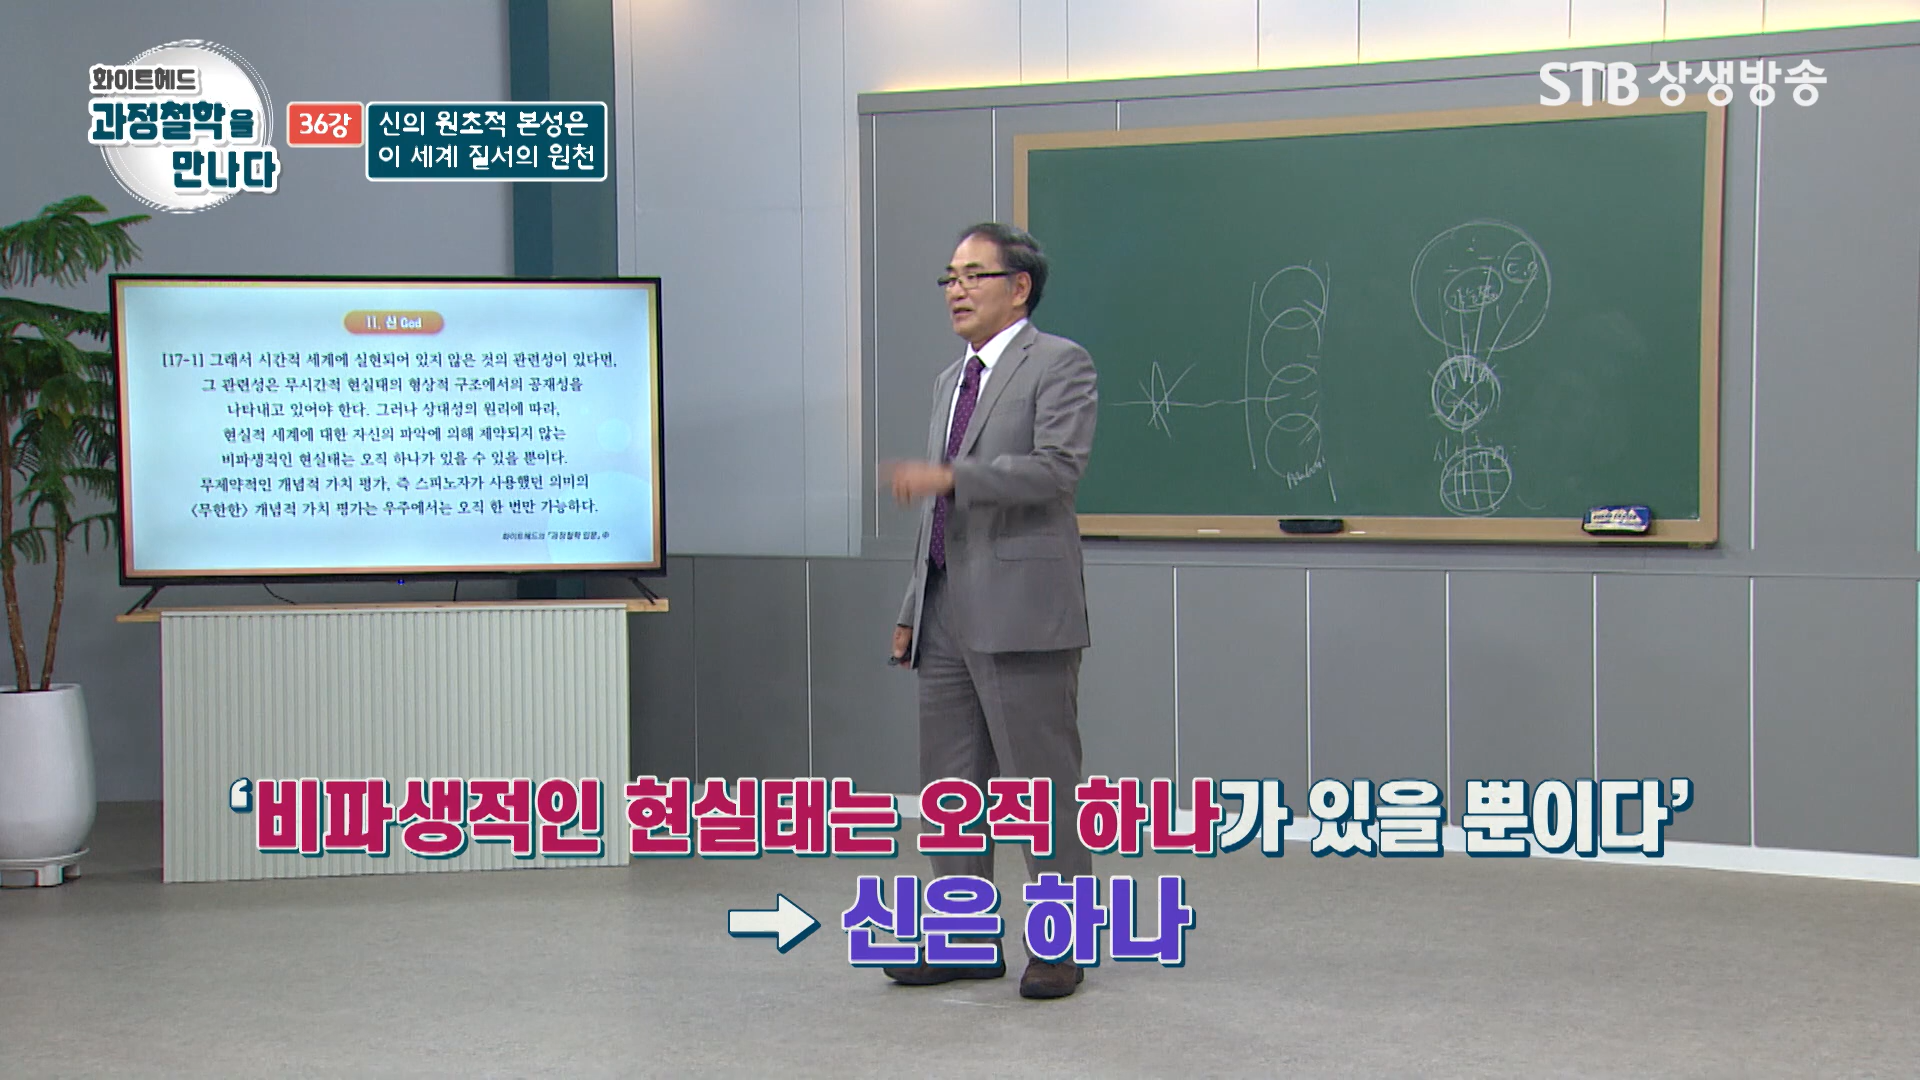 화이트헤드
과정철학을
만나다
36강
신의 원초적 본성은
이 세계 질서의 원천
STB상생방송
11. 신 God
[17-1] 그래서 시간적 세계에 실현되어 있지 않은 것의 관련성이 있다면,
그 관련성은 무시간적 현실태의 형상적 구조에서의 공재성을
나타내고 있어야 한다. 그러나 상대성의 원리에 따라,
현실적 세계에 대한 자신의 파악에 의해 제약되지 않는
비파생적인 현실태는 오직 하나가 있을 수 있을 뿐이다.
무제약적인 개념적 가치 평가, 즉 스피노자가 사용했던 의미의
〈무한한〉 개념적 가치 평가는 우주에서는 오직 한 번만 가능하다.
화이트헤드의 『과정철학 입문』 中
‘비파생적인 현실태는 오직 하나가 있을 뿐이다’
→ 신은 하나